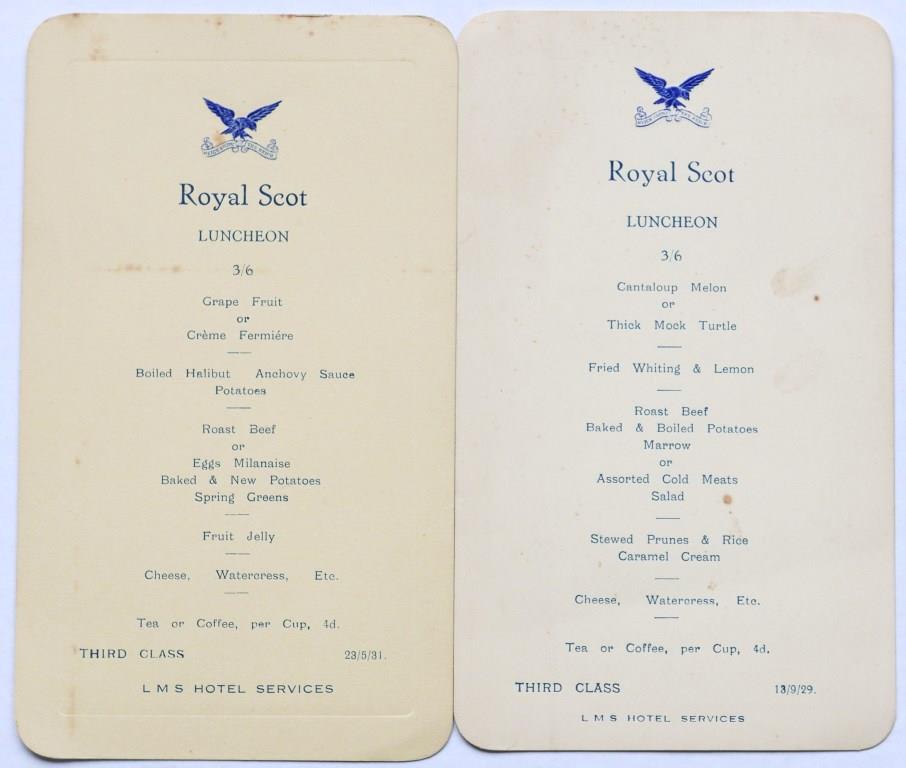 Royal Scot
LUNCHEON
3/6
Grape Fruit
or
Crème Fermiére
Boiled Halibut Anchovy Sauce
Potatoes
Roast Beef
or
Eggs Milanaise
Baked & New Potatoes
Spring Greens
Fruit Jelly
Cheese, Watercress, Etc.
Tea or Coffee, per Cup, 4d.
THIRD CLASS 23/5/31.
L M S HOTEL SERVICES
Royal Scot
LUNCHEON
3/6
Cantaloup Melon
or
Thick Mock Turtle
Fried Whiting & Lemon
Roast Beef
Baked & Boiled Potatoes
Marrow
or
Assorted Cold Meats
Salad
Stewed Prunes & Rice
Caramel Cream
Cheese, Watercress, Etc.
Tea or Coffee, per Cup, 4d.
THIRD CLASS 13/9/29.
L M S HOTEL SERVICES